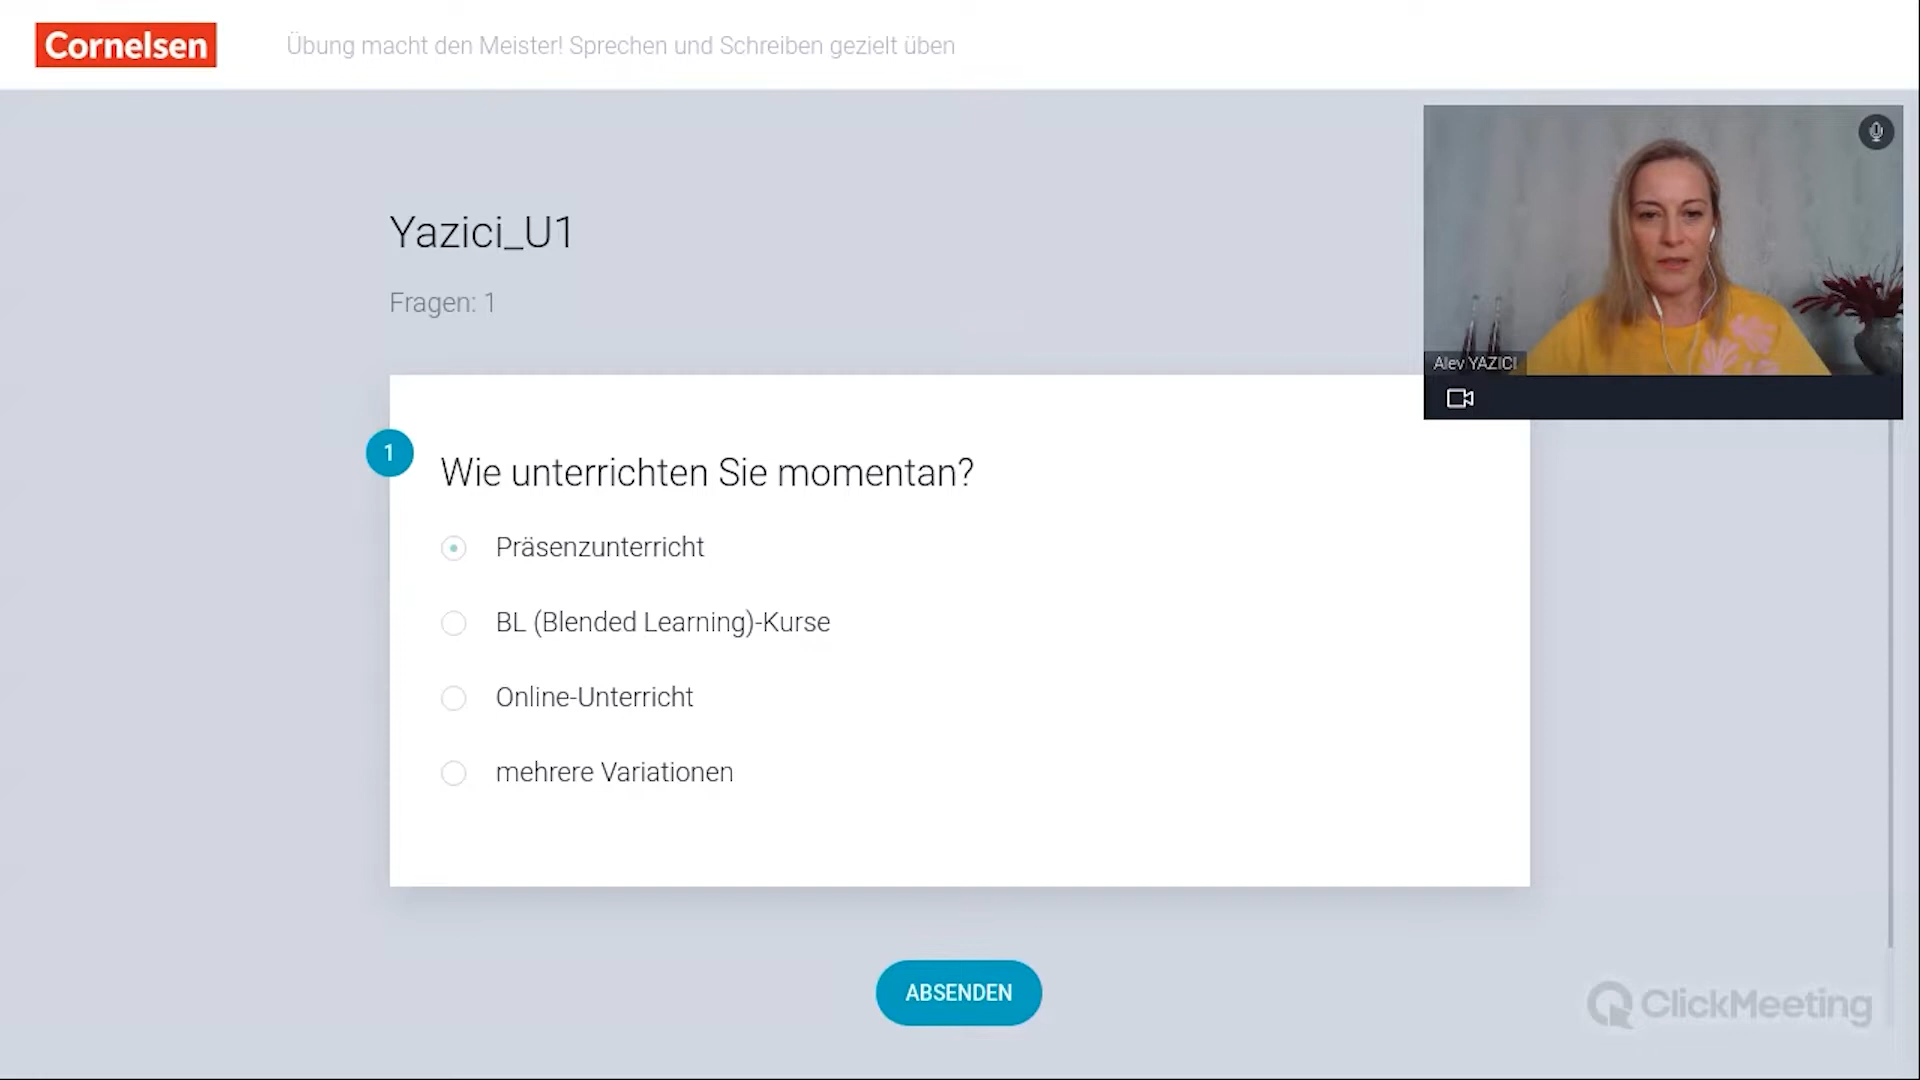 Cornelsen
Übung macht den Meister! Sprechen und Schreiben gezielt üben
Yazici_U1
Fragen: 1
Alev YAZICI
1
Wie unterrichten Sie momentan?
Präsenzunterricht
BL (Blended Learning)-Kurse
Online-Unterricht
mehrere Variationen
ABSENDEN
ClickMeeting